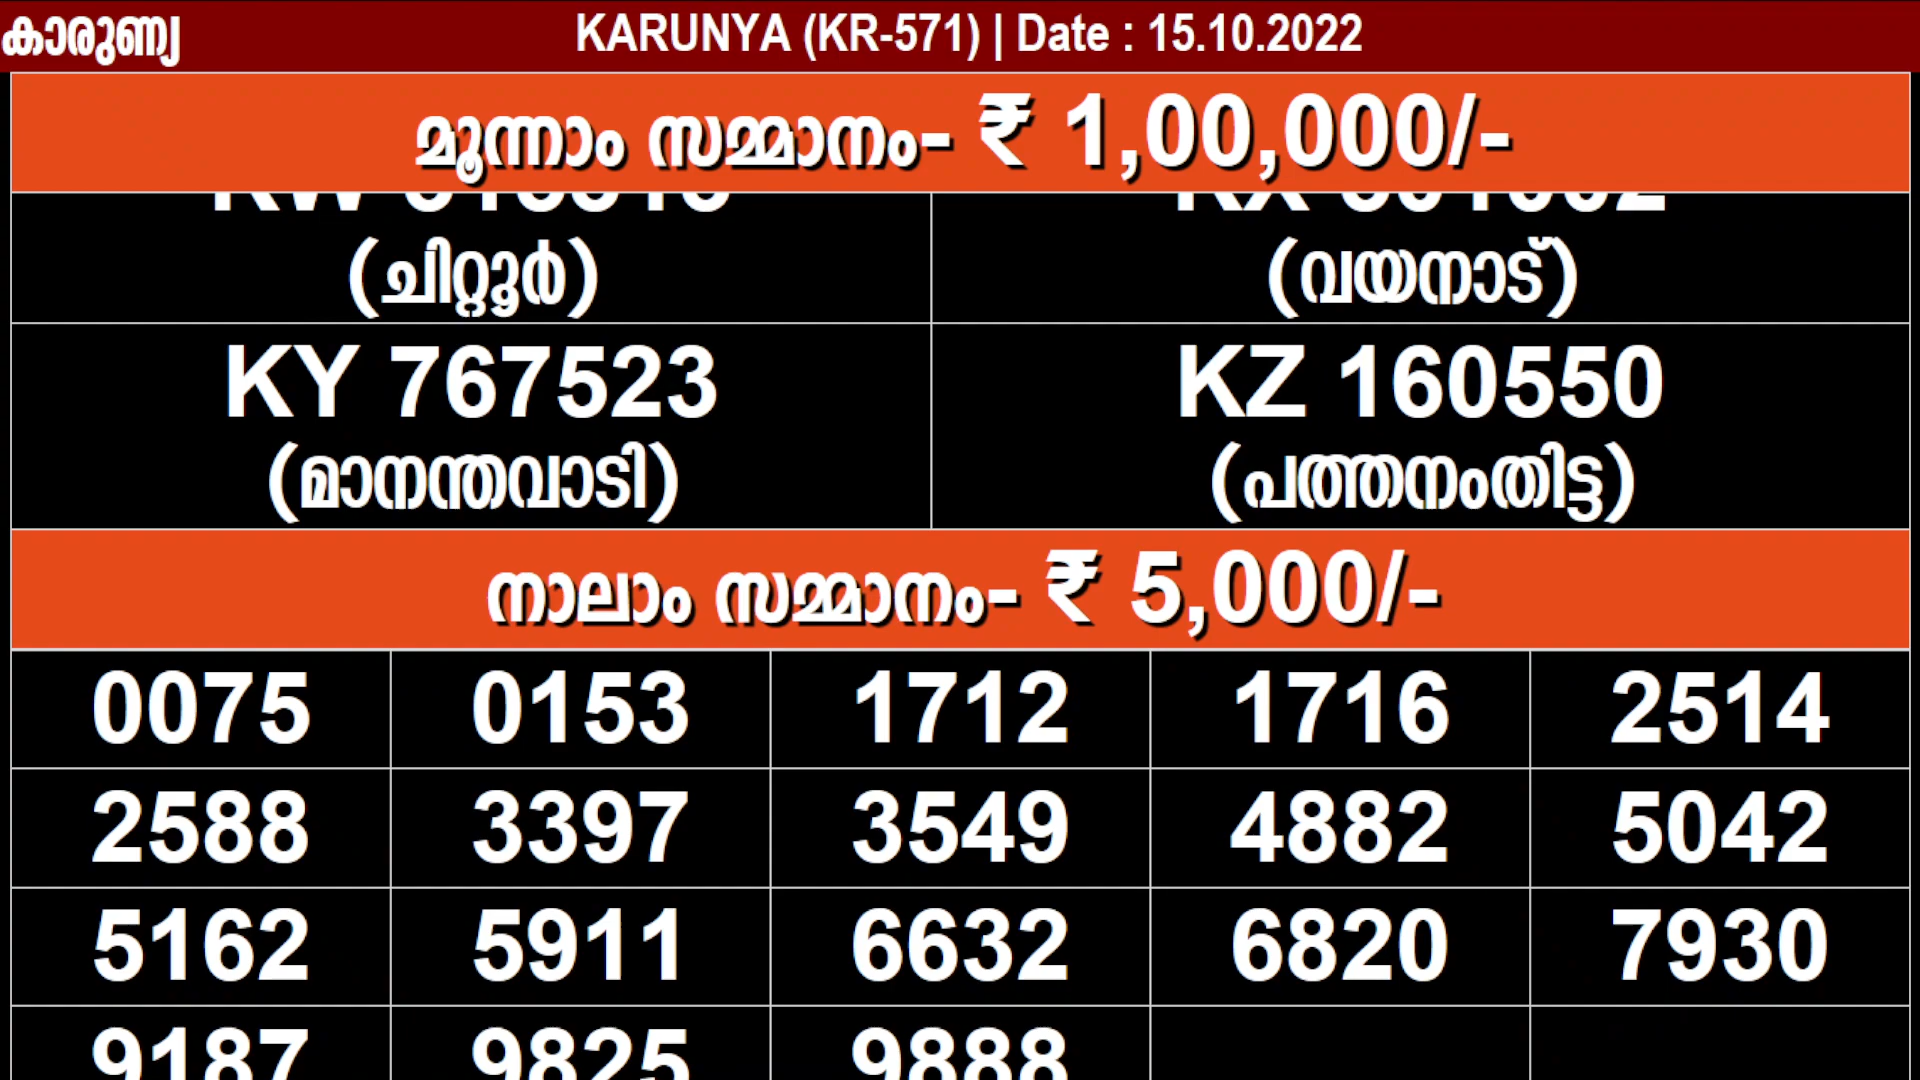 കാരുണ്യ
KARUNYA (KR-571) | Date : 15.10.2022
മൂന്നാം സമ്മാനം- ₹ 1,00,000/-
(ചിറ്റൂർ) (വയനാട്)
KY 767523 KZ 160550
(മാനന്തവാടി) (പത്തനംതിട്ട)
നാലാം സമ്മാനം- ₹ 5,000/-
0075 0153 1712 1716 2514
2588 3397 3549 4882 5042
5162 5911 6632 6820 7930
9187 9825 9888